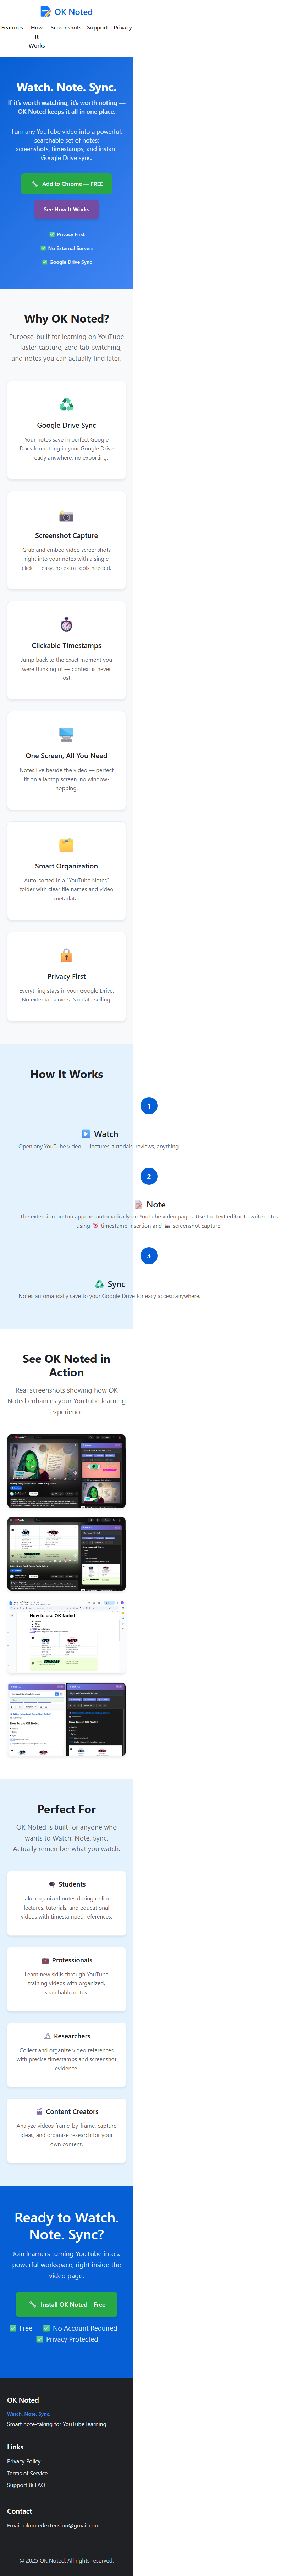 OK Noted
Features How Screenshots Support Privacy
It
Works
Watch. Note. Sync.
If it's worth watching, it's worth noting —
OK Noted keeps it all in one place.
Turn any YouTube video into a powerful,
searchable set of notes:
screenshots, timestamps, and instant
Google Drive sync.
Add to Chrome — FREE
See How It Works
✅ Privacy First
✅ No External Servers
✅ Google Drive Sync
Why OK Noted?
Purpose-built for learning on YouTube
— faster capture, zero tab-switching,
and notes you can actually find later.
Google Drive Sync
Your notes save in perfect Google
Docs formatting in your Google Drive
— ready anywhere, no exporting.
Screenshot Capture
Grab and embed video screenshots
right into your notes with a single
click — easy, no extra tools needed.
Clickable Timestamps
Jump back to the exact moment you
were thinking of — context is never
lost.
One Screen, All You Need
Notes live beside the video — perfect
fit on a laptop screen, no window-
hopping.
Smart Organization
Auto-sorted in a "YouTube Notes"
folder with clear file names and video
metadata.
Privacy First
Everything stays in your Google Drive.
No external servers. No data selling.
How It Works
1
Watch
Open any YouTube video — lectures, tutorials, reviews, anything.
2
Note
The extension button appears automatically on YouTube video pages. Use the text editor to write notes
using ⏰ timestamp insertion and 📷 screenshot capture.
3
Sync
Notes automatically save to your Google Drive for easy access anywhere.
See OK Noted in
Action
Real screenshots showing how OK
Noted enhances your YouTube learning
experience
How to use OK Noted
How to use OK Noted
How to use OK Noted
Perfect For
OK Noted is built for anyone who
wants to Watch. Note. Sync.
Actually remember what you watch.
Students
Take organized notes during online
lectures, tutorials, and educational
videos with timestamped references.
Professionals
Learn new skills through YouTube
training videos with organized,
searchable notes.
Researchers
Collect and organize video references
with precise timestamps and screenshot
evidence.
Content Creators
Analyze videos frame-by-frame, capture
ideas, and organize research for your
own content.
Ready to Watch.
Note. Sync?
Join learners turning YouTube into a
powerful workspace, right inside the
video page.
Install OK Noted - Free
✅ Free ✅ No Account Required
✅ Privacy Protected
OK Noted
Watch. Note. Sync.
Smart note-taking for YouTube learning
Links
Privacy Policy
Terms of Service
Support & FAQ
Contact
Email: oknotedextension@gmail.com
© 2025 OK Noted. All rights reserved.